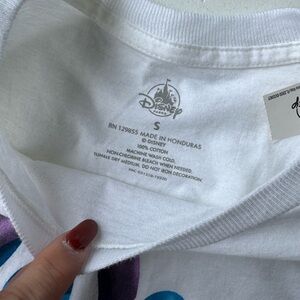 Disney
PARKS
S
RN 129855 MADE IN HONDURAS
© DISNEY
100% COTTON
MACHINE WASH COLD.
NON-CHLORINE BLEACH WHEN NEEDED.
TUMBLE DRY MEDIUM. DO NOT IRON DECORATION.